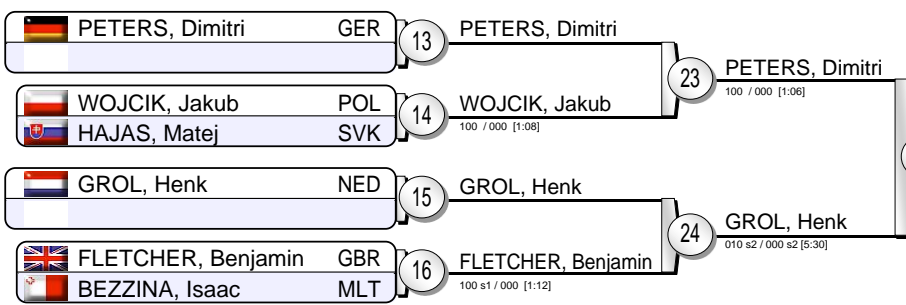 PETERS, Dimitri GER
13
PETERS, Dimitri
23
PETERS, Dimitri
100 / 000 [1:06]
WOJCIK, Jakub POL
HAJAS, Matej SVK
14
WOJCIK, Jakub
100 / 000 [1:08]
GROL, Henk NED
15
GROL, Henk
24
GROL, Henk
010 s2 / 000 s2 [5:30]
FLETCHER, Benjamin GBR
BEZZINA, Isaac MLT
16
FLETCHER, Benjamin
100 s1 / 000 [1:12]